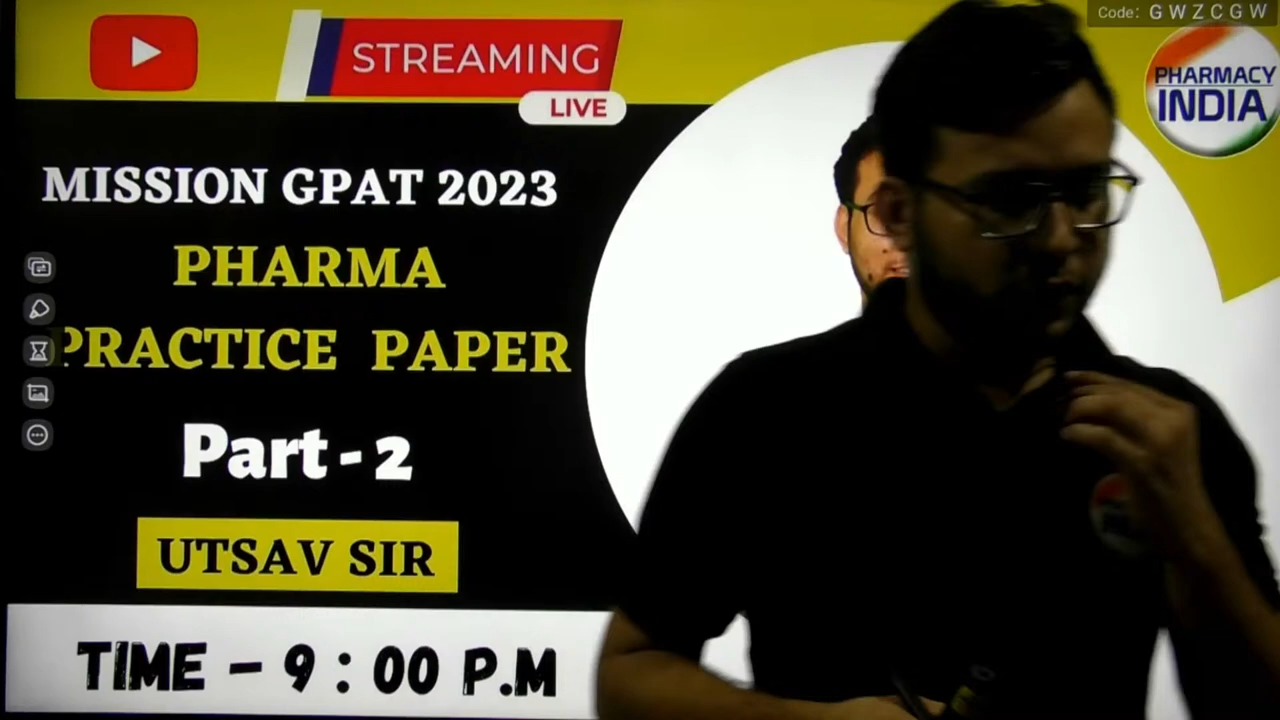 Code: GWZCGW
STREAMING
LIVE
PHARMACY
INDIA
MISSION GPAT 2023
PHARMA
PRACTICE PAPER
Part - 2
UTSAV SIR
TIME - 9 : 00 P.M